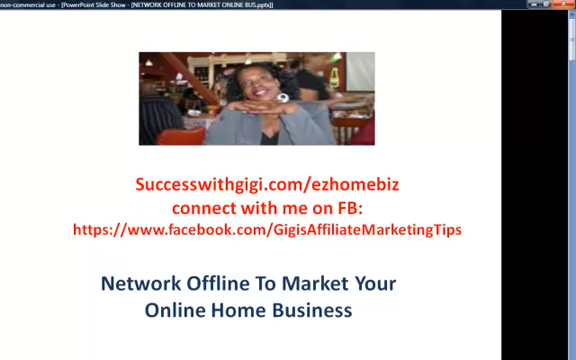 non-commercial use - [PowerPoint Slide Show - [NETWORK OFFLINE TO MARKET ONLINE BUS.pptx]
Successwithgigi.com/ezhomebiz
connect with me on FB:
https://www.facebook.com/GigisAffiliateMarketingTips
Network Offline To Market Your
Online Home Business